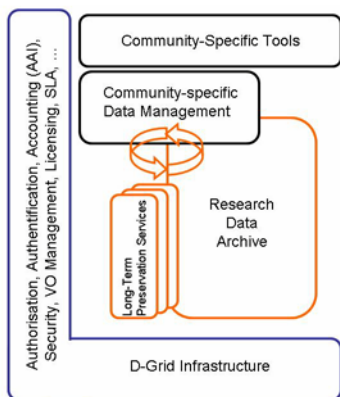 Authorisation, Authentification, Accounting (AAI),
Security, VO Management, Licensing, SLA, ...
Community-Specific Tools
Community-specific
Data Management
Long-Term
Preservation Services
Research
Data
Archive
D-Grid Infrastructure